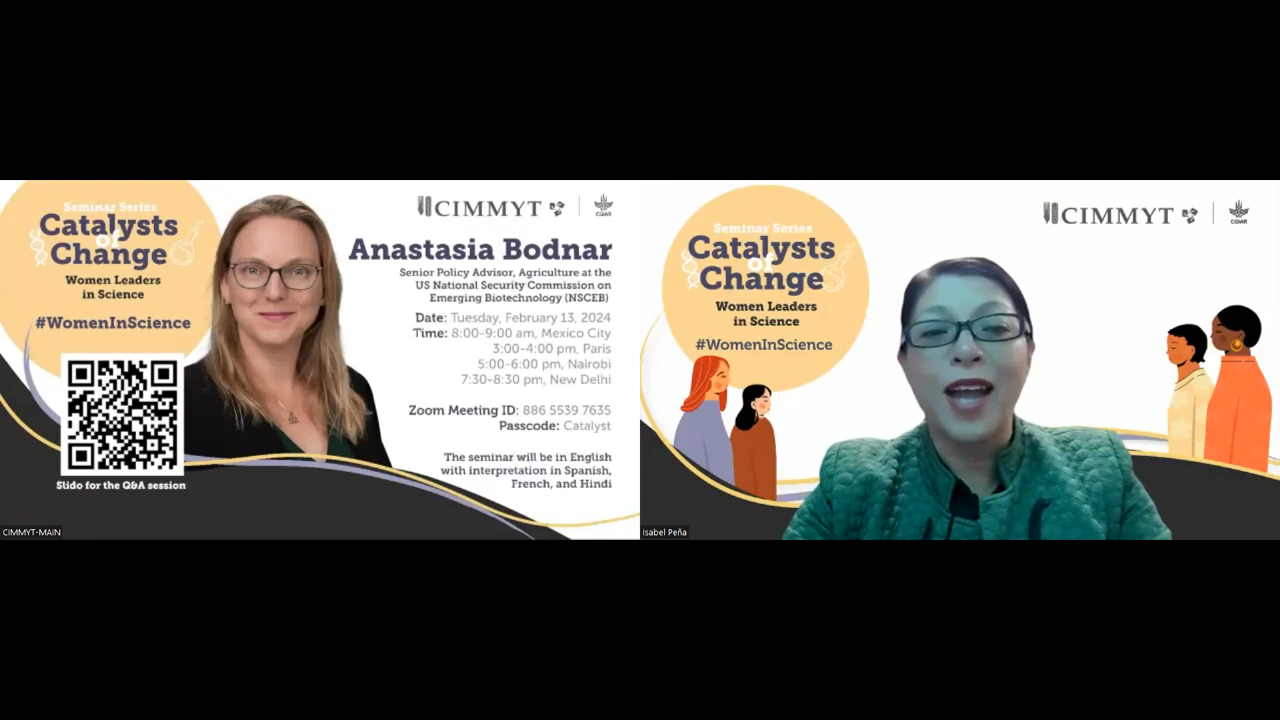 Seminar Series
Catalysts
of
Change
Women Leaders
in Science
#WomenInScience
Slido for the Q&A session
CIMMYT
CGIAR
Anastasia Bodnar
Senior Policy Advisor, Agriculture at the
US National Security Commission on
Emerging Biotechnology (NSCEB)
Date: Tuesday, February 13, 2024
Time: 8:00-9:00 am, Mexico City
3:00-4:00 pm, Paris
5:00-6:00 pm, Nairobi
7:30-8:30 pm, New Delhi
Zoom Meeting ID: 886 5539 7635
Passcode: Catalyst
The seminar will be in English
with interpretation in Spanish,
French, and Hindi
CIMMYT-MAIN
Seminar Series
Catalysts
of
Change
Women Leaders
in Science
#WomenInScience
CIMMYT
CGIAR
Isabel Peña